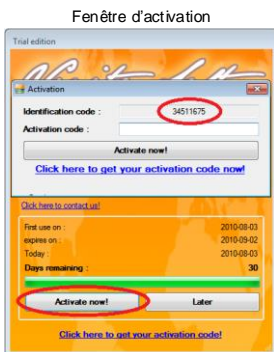 Fenêtre d'activation
Trial edition
Activation
Identification code :
34511675
Activation code :
Activate now!
Click here to get your activation code now!
Click here to contact us!
First use on :
2010-08-03
expires on :
2010-09-02
Today :
2010-08-03
Days remaining :
30
Activate now!
Later
Click here to get your activation code!